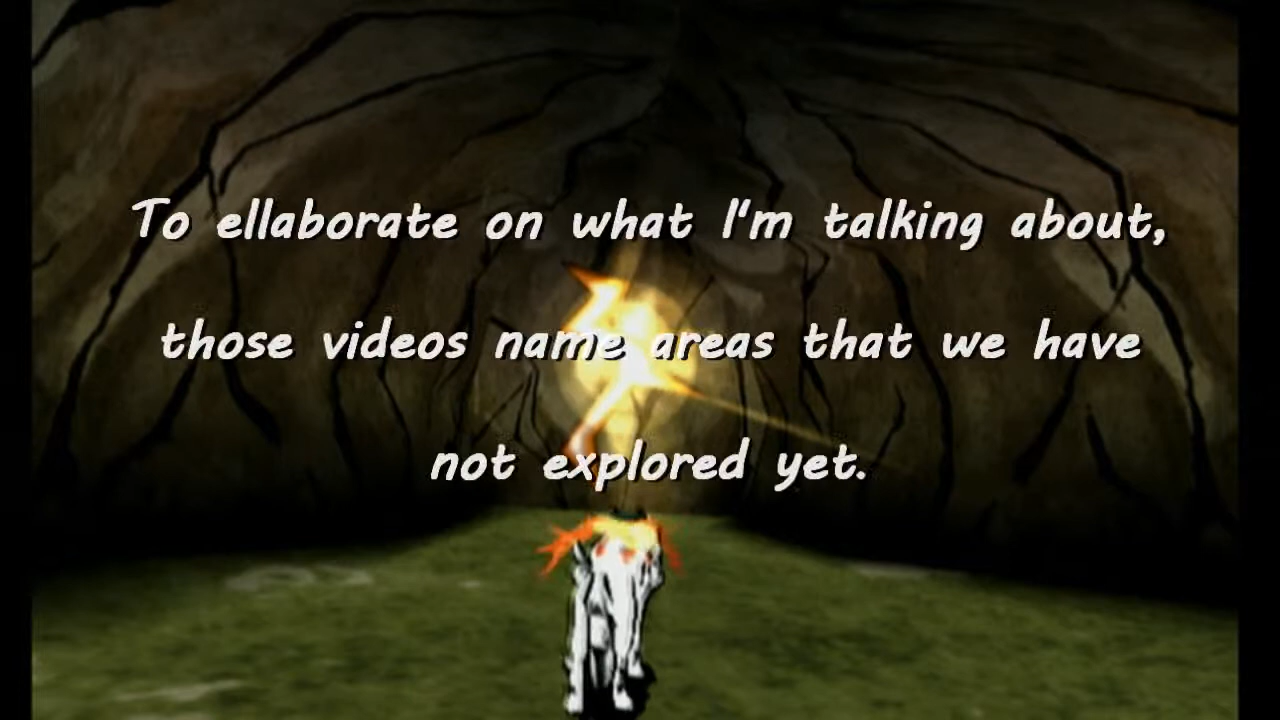 To ellaborate on what I'm talking about,
those videos name areas that we have
not explored yet.